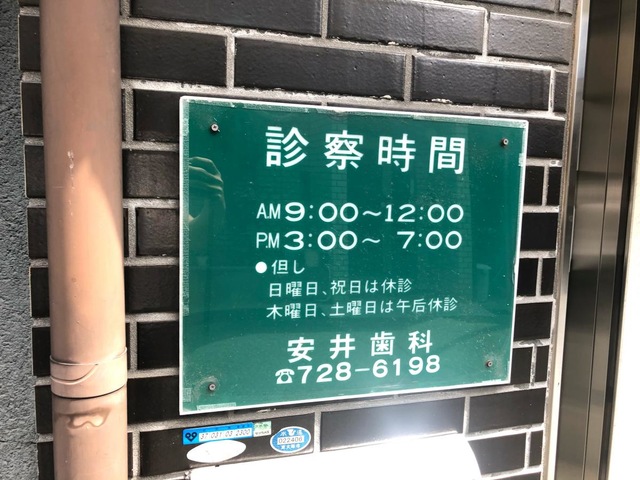 診察時間
AM9:00～12:00
PM3:00～ 7:00
●但し
日曜日、祝日は休診
木曜日、土曜日は午后休診
安井歯科
☎728-6198